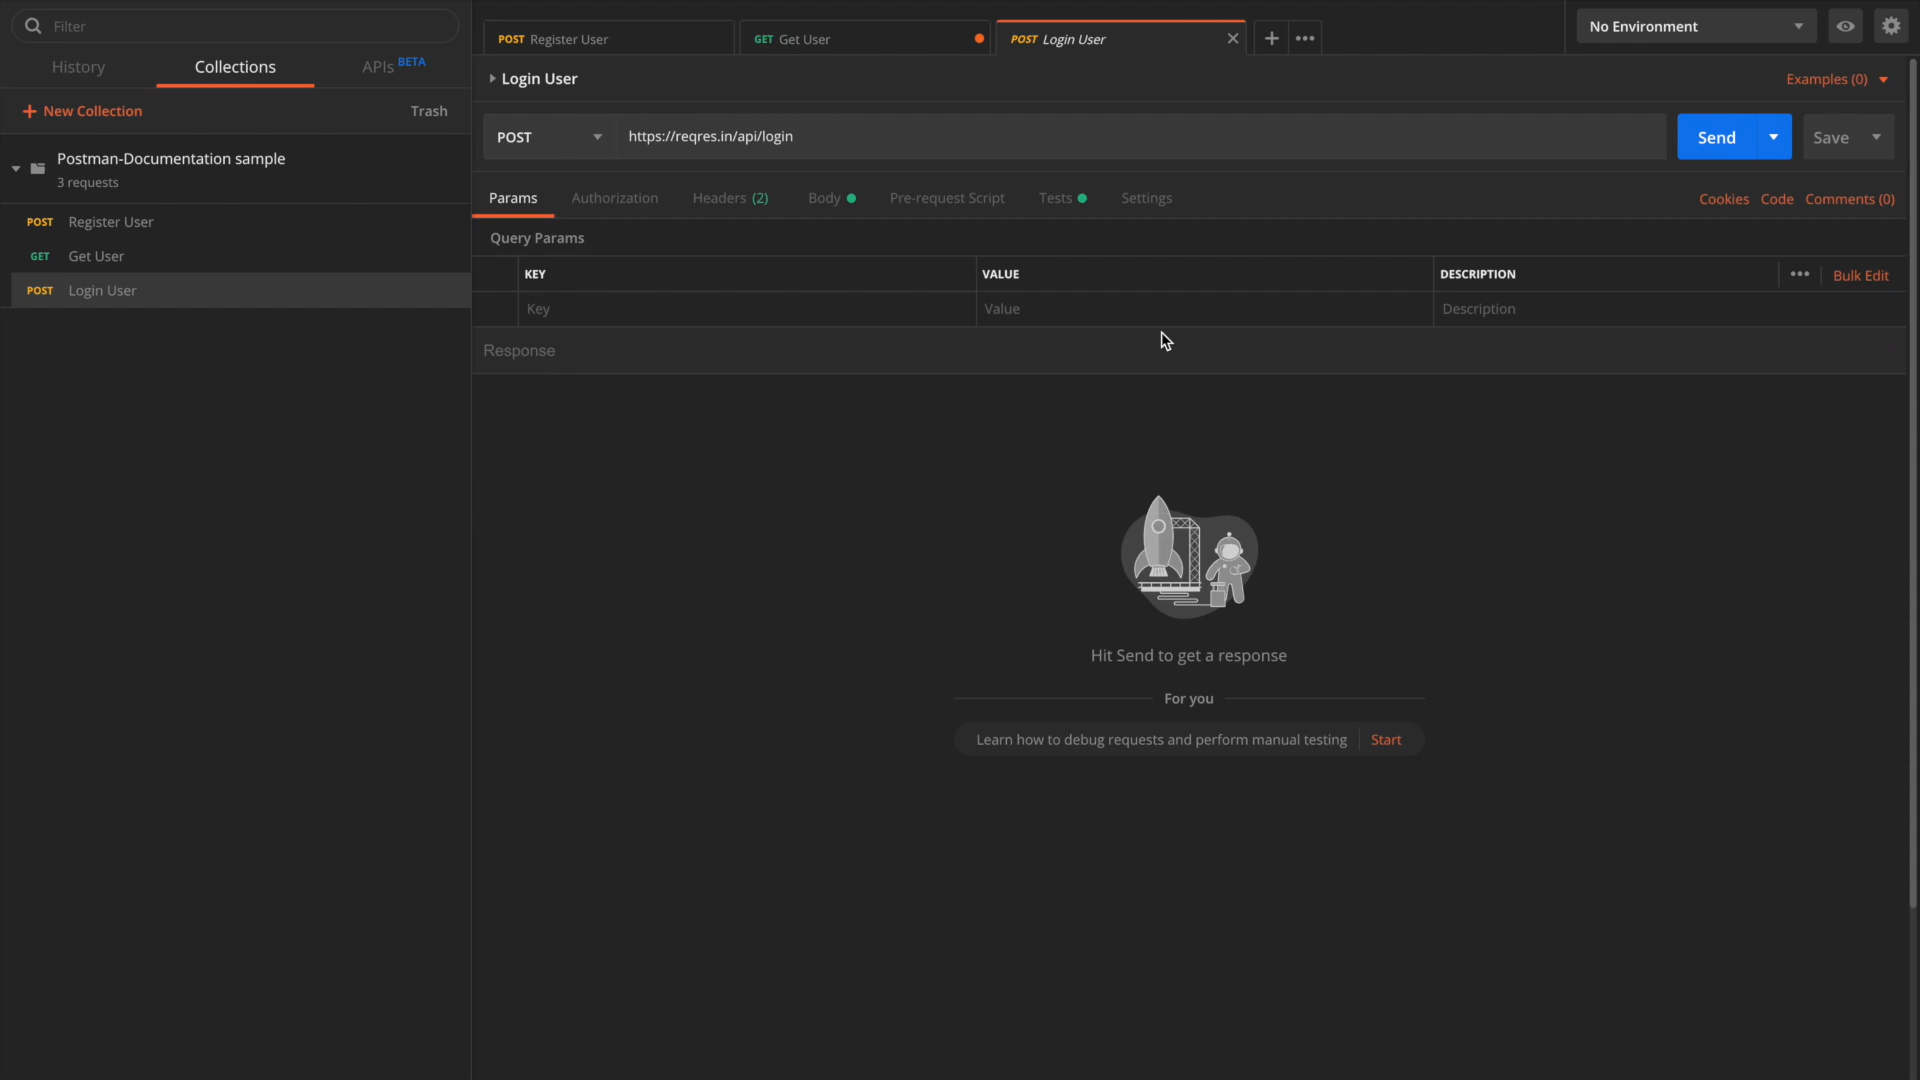 Filter
History
Collections
APIs BETA
New Collection
Trash
Postman-Documentation sample
3 requests
POST Register User
GET Get User
POST Login User
POST Register User
GET Get User
POST Login User
No Environment
Login User
Examples (0)
POST
https://reqres.in/api/login
Send
Save
Params
Authorization
Headers (2)
Body
Pre-request Script
Tests
Settings
Cookies
Code
Comments (0)
Query Params
KEY
VALUE
DESCRIPTION
Bulk Edit
Key
Value
Description
Response
Hit Send to get a response
For you
Learn how to debug requests and perform manual testing
Start